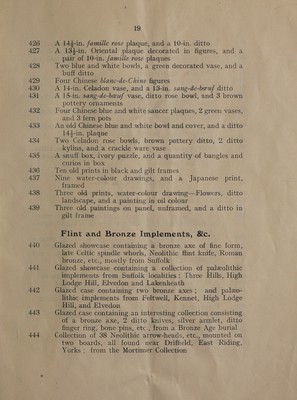 19
426 A 14½-in. famille rose plaque, and a 10-in. ditto
427 A 13½-in. Oriental plaque decorated in figures, and a
pair of 10-in. famille rose plaques
428 Two blue and white bowls, a green decorated vase, and a
buff ditto
429 Four Chinese blanc-de-Chine figures
430 A 14-in. Celadon vase, and a 13-in. sang-de-bœuf ditto
431 A 15-in. sang-de-bœuf vase, ditto rose bowl, and 3 brown
pottery ornaments
432 Four Chinese blue and white saucer plaques, 2 green vases,
and 3 fern pots
433 An old Chinese blue and white bowl and cover, and a ditto
14½-in. plaque
434 Two Celadon rose bowls, brown pottery ditto, 2 ditto
kylins, and a crackle ware vase
435 A snuff box, ivory puzzle, and a quantity of bangles and
curios in box
436 Ten old prints in black and gilt frames
437 Nine water-colour drawings, and a Japanese print,
framed
438 Three old prints, water-colour drawing—Flowers, ditto
landscape, and a painting in oil colour
439 Three old paintings on panel, unframed, and a ditto in
gilt frame
Flint and Bronze Implements, &c.
440 Glazed showcase containing a bronze axe of fine form,
late Celtic spindle whorls, Neolithic flint knife, Roman
bronze, etc., mostly from Suffolk
441 Glazed showcase containing a collection of palæolithic
implements from Suffolk localities : Three Hills, High
Lodge Hill, Elvedon and Lakenheath
442 Glazed case containing two bronze axes ; and palæo-
lithic implements from Feltwell, Kennet, High Lodge
Hill, and Elvedon
443 Glazed case containing an interesting collection consisting
of a bronze axe, 2 ditto knives, silver armlet, ditto
finger ring, bone pins, etc., from a Bronze Age burial
444 Collection of 38 Neolithic arrow-heads, etc., mounted on
two boards, all found near Driffield, East Riding,
Yorks ; from the Mortimer Collection